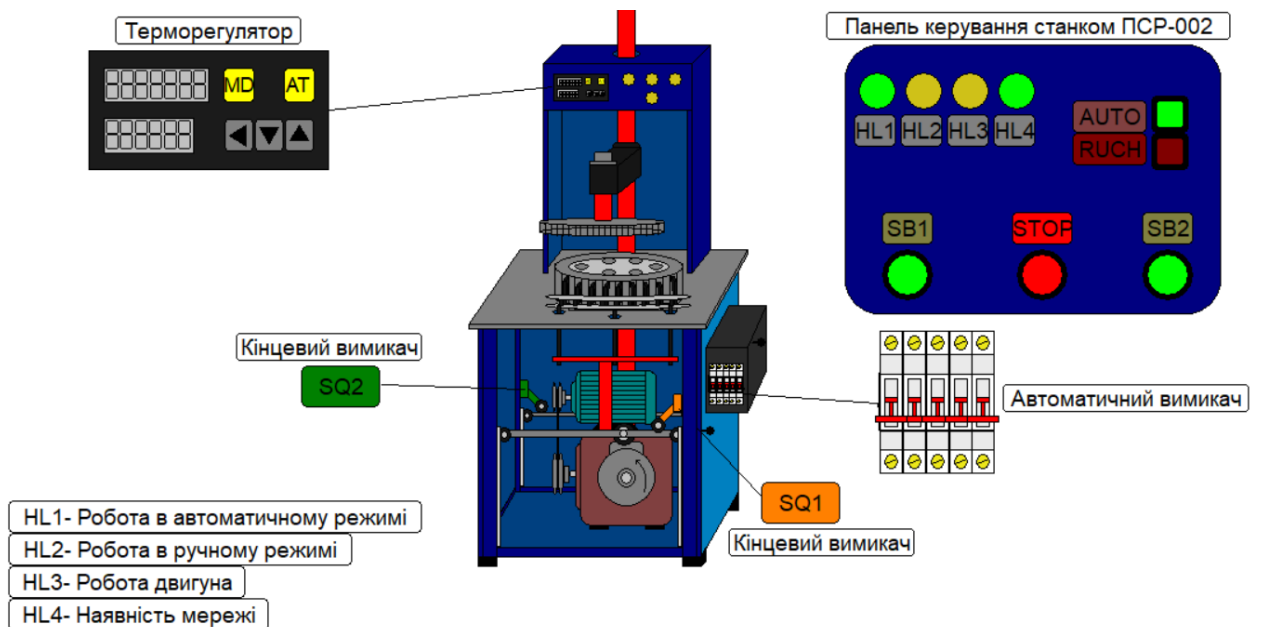 Терморегулятор
MD
AT
Панель керування станком ПСР-002
HL1
HL2
HL3
HL4
AUTO
RUCH
SB1
STOP
SB2
Кінцевий вимикач
SQ2
Автоматичний вимикач
SQ1
Кінцевий вимикач
HL1- Робота в автоматичному режимі
HL2- Робота в ручному режимі
HL3- Робота двигуна
HL4- Наявність мережі